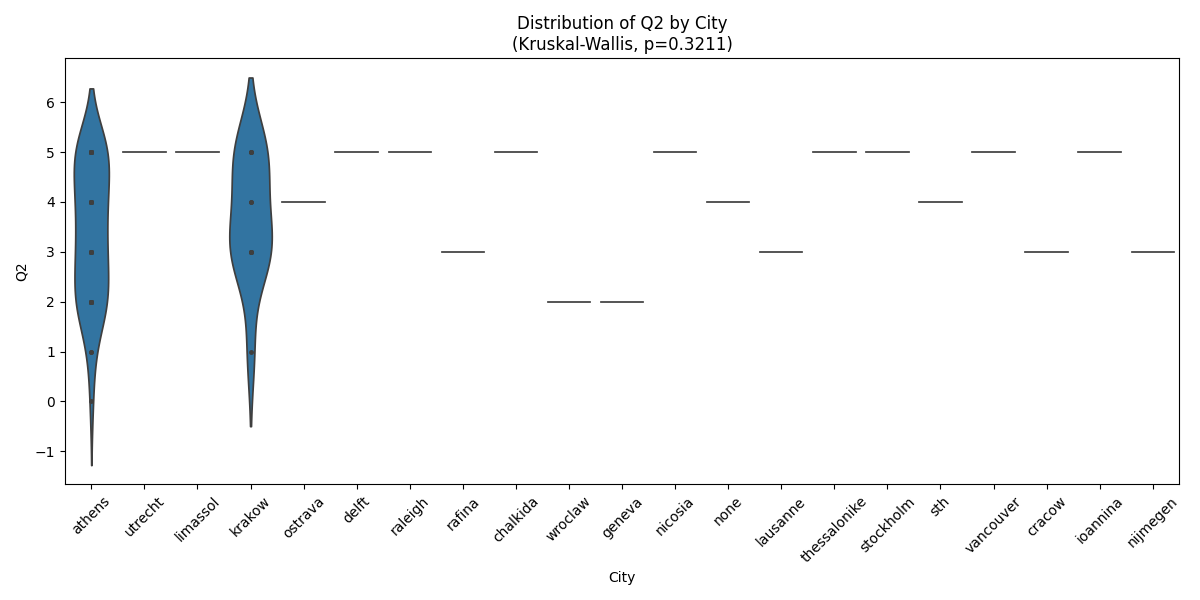 Distribution of Q2 by City
(Kruskal-Wallis, p=0.3211)
6
5
4
3
2
1
0
−1
Q2
athens
utrecht
limassol
krakow
ostrava
delft
raleigh
rafina
chalkida
wroclaw
geneva
nicosia
none
lausanne
thessalonike
stockholm
sth
vancouver
cracow
ioannina
nijmegen
City